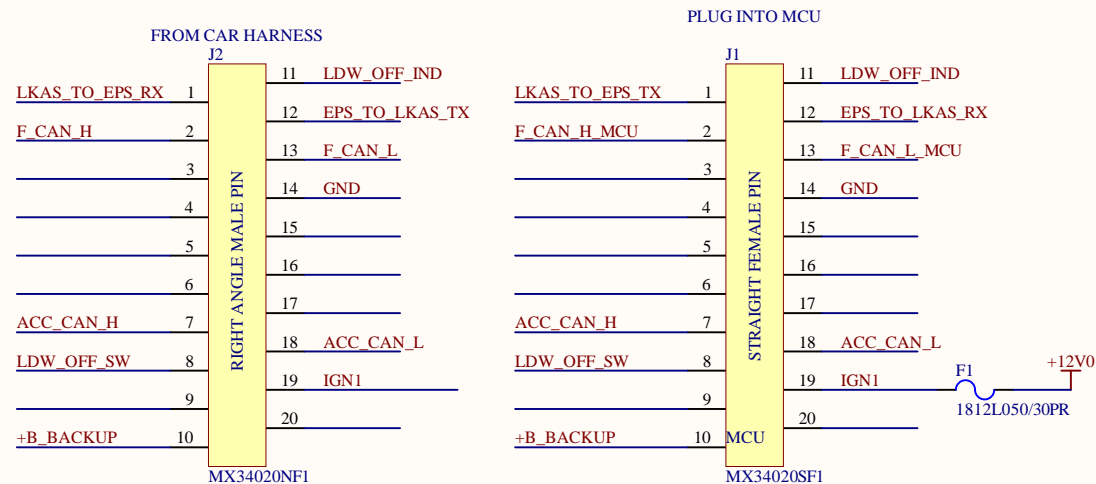 PLUG INTO MCU
FROM CAR HARNESS
J2
J1
11 LDW_OFF_IND
LKAS_TO_EPS_RX 1
12 EPS_TO_LKAS_TX
F_CAN_H 2
13 F_CAN_L
3
14 GND
4
15
5
16
6
17
ACC_CAN_H 7
18 ACC_CAN_L
LDW_OFF_SW 8
19 IGN1
9
20
+B_BACKUP 10
RIGHT ANGLE MALE PIN
MX34020NF1
11 LDW_OFF_IND
LKAS_TO_EPS_TX 1
12 EPS_TO_LKAS_RX
F_CAN_H_MCU 2
13 F_CAN_L_MCU
3
14 GND
4
15
5
16
6
17
ACC_CAN_H 7
18 ACC_CAN_L
LDW_OFF_SW 8
19 IGN1
F1
+12V0
1812L050/30PR
9
20
+B_BACKUP 10 MCU
STRAIGHT FEMALE PIN
MX34020SF1